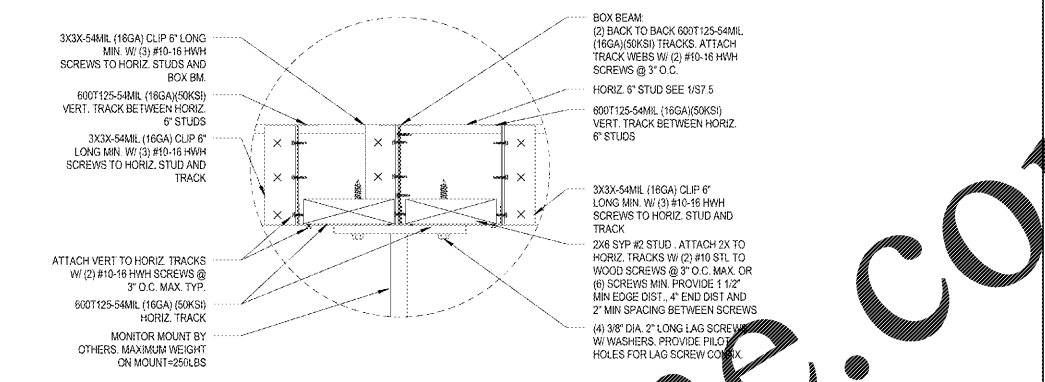 3X3X-54MIL (16GA) CLIP 6" LONG
MIN. W/ (3) #10-16 HWH
SCREWS TO HORIZ. STUDS AND
BOX BM.
600T125-54MIL (16GA)(50KSI)
VERT. TRACK BETWEEN HORIZ.
6" STUDS
3X3X-54MIL (16GA) CLIP 6"
LONG MIN. W/ (3) #10-16 HWH
SCREWS TO HORIZ. STUD AND
TRACK
ATTACH VERT TO HORIZ. TRACKS
W/ (2) #10-16 HWH SCREWS @
3" O.C. MAX. TYP.
600T125-54MIL (16GA) (50KSI)
HORIZ. TRACK
MONITOR MOUNT BY
OTHERS. MAXIMUM WEIGHT
ON MOUNT=250LBS
BOX BEAM:
(2) BACK TO BACK 600T125-54MIL
(16GA)(50KSI) TRACKS. ATTACH
TRACK WEBS W/ (2) #10-16 HWH
SCREWS @ 3" O.C.
HORIZ. 6" STUD SEE 1/S7.5
600T125-54MIL (16GA)(50KSI)
VERT. TRACK BETWEEN HORIZ.
6" STUDS
3X3X-54MIL (16GA) CLIP 6"
LONG MIN. W/ (3) #10-16 HWH
SCREWS TO HORIZ. STUD AND
TRACK
2X6 SYP #2 STUD . ATTACH 2X TO
HORIZ. TRACKS W/ (2) #10 STL TO
WOOD SCREWS @ 3" O.C. MAX. OR
(6) SCREWS MIN. PROVIDE 1 1/2"
MIN EDGE DIST., 4" END DIST AND
2" MIN SPACING BETWEEN SCREWS
(4) 3/8" DIA. 2" LONG LAG SCREWS
W/ WASHERS. PROVIDE PILOT
HOLES FOR LAG SCREW
e.co